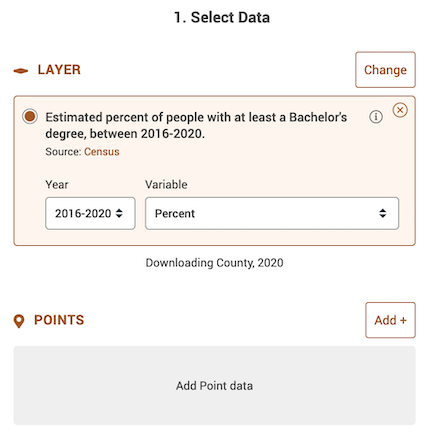 1. Select Data
LAYER
Change
Estimated percent of people with at least a Bachelor's
degree, between 2016-2020.
Source: Census
Year
Variable
2016-2020
Percent
Downloading County, 2020
POINTS
Add +
Add Point data